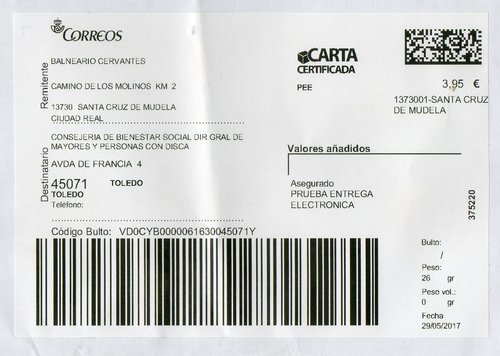 CORREOS
Remitente
BALNEARIO CERVANTES
CAMINO DE LOS MOLINOS KM 2
13730 SANTA CRUZ DE MUDELA
CIUDAD REAL
CARTA
CERTIFICADA
PEE
3,95 €
1373001-SANTA CRUZ
DE MUDELA
Destinatario
CONSEJERIA DE BIENESTAR SOCIAL DIR GRAL DE
MAYORES Y PERSONAS CON DISCA
AVDA DE FRANCIA 4
45071 TOLEDO
TOLEDO
Teléfono:
Valores añadidos
Asegurado
PRUEBA ENTREGA
ELECTRONICA
375220
Código Bulto: VD0CYB0000061630045071Y
Bulto:
/
Peso:
26 gr
Peso vol.:
0 gr
Fecha
29/05/2017